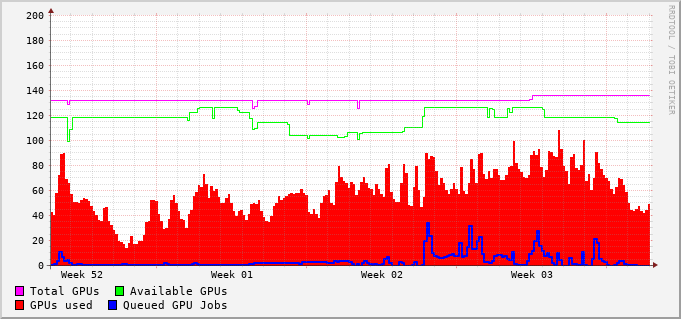 200
180
160
140
120
100
80
60
40
20
0
Week 52 Week 01 Week 02 Week 03
Total GPUs Available GPUs
GPUs used Queued GPU Jobs
RRDTOOL / TOBI OETIKER